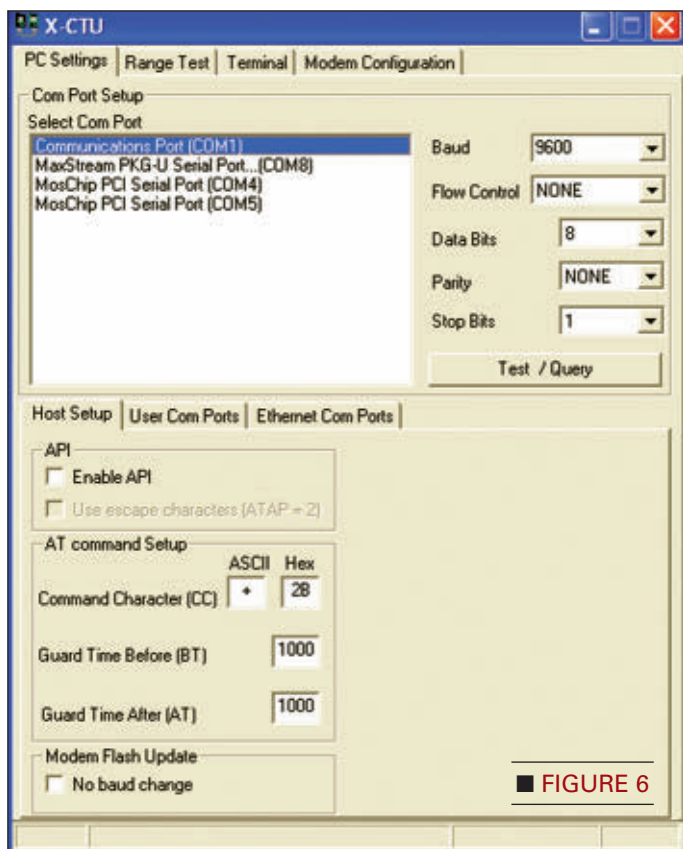 X-CTU
PC Settings
Range Test
Terminal
Modem Configuration
Com Port Setup
Select Com Port
Communications Port (COM1)
MaxStream PKG-U Serial Port...(COM8)
MosChip PCI Serial Port (COM4)
MosChip PCI Serial Port (COM5)
Baud 9600
Flow Control NONE
Data Bits 8
Parity NONE
Stop Bits 1
Test / Query
Host Setup
User Com Ports
Ethernet Com Ports
API
Enable API
Use escape characters (ATAP = 2)
AT command Setup
ASCII Hex
Command Character (CC) + 2B
Guard Time Before (BT) 1000
Guard Time After (AT) 1000
Modem Flash Update
No baud change
■ FIGURE 6